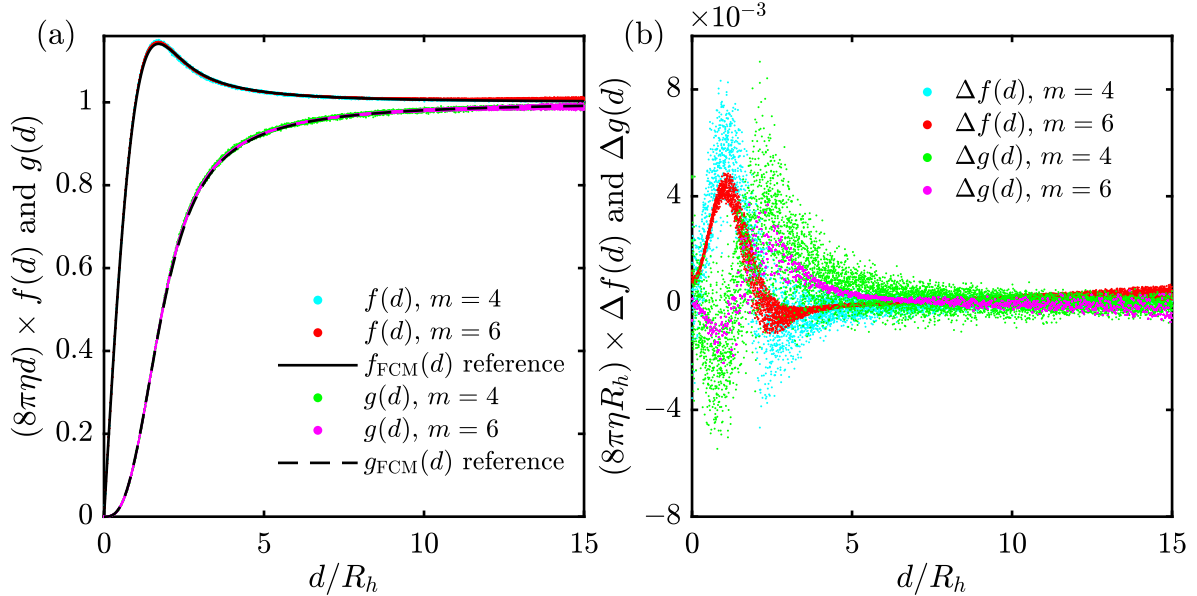 (a)
(8πηd) × f(d) and g(d)
1
0.8
0.6
0.4
0.2
0
0
5
10
15
d/R_h
f(d), m = 4
f(d), m = 6
f_FCM(d) reference
g(d), m = 4
g(d), m = 6
g_FCM(d) reference
(b)
×10⁻³
(8πηR_h) × Δf(d) and Δg(d)
8
4
0
−4
−8
0
5
10
15
d/R_h
Δf(d), m = 4
Δf(d), m = 6
Δg(d), m = 4
Δg(d), m = 6